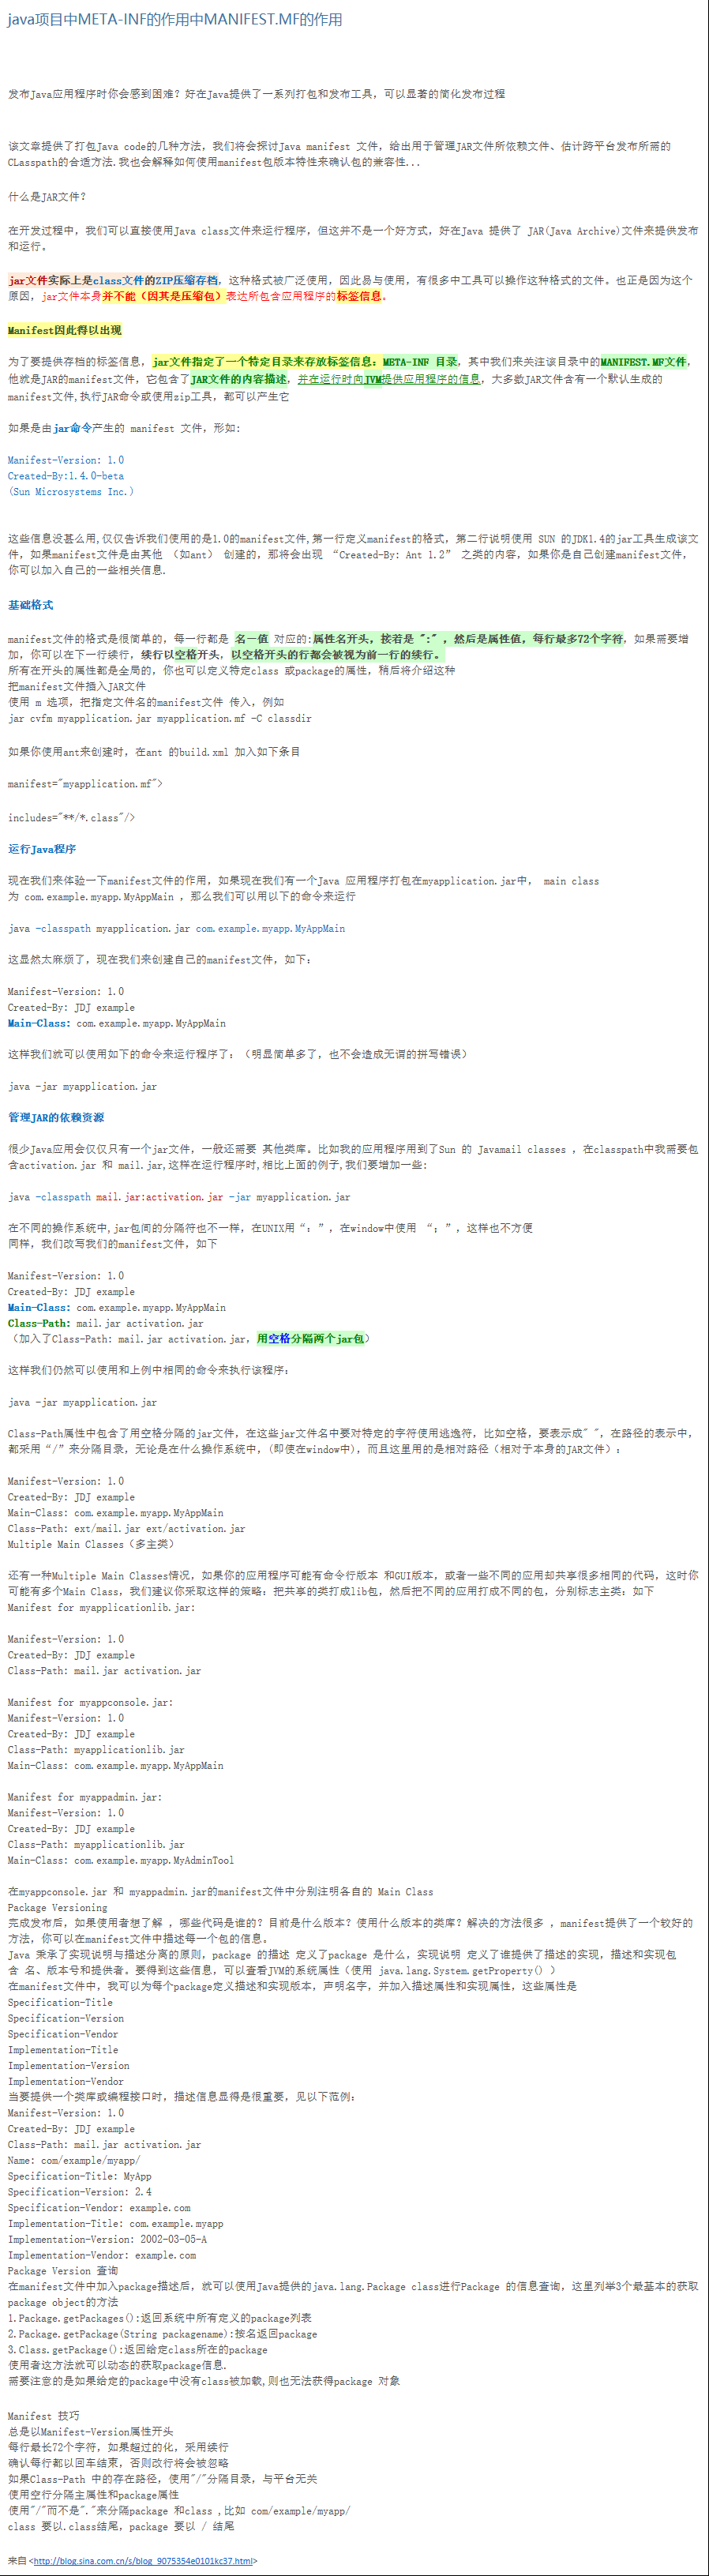 java项目中META-INF的作用中MANIFEST.MF的作用
发布Java应用程序时你会感到困难？好在Java提供了一系列打包和发布工具，可以显著的简化发布过程
该文章提供了打包Java code的几种方法，我们将会探讨Java manifest 文件，给出用于管理JAR文件所依赖文件、估计跨平台发布所需的
CLasspath的合适方法.我也会解释如何使用manifest包版本特性来确认包的兼容性...
什么是JAR文件？
在开发过程中，我们可以直接使用Java class文件来运行程序，但这并不是一个好方式，好在Java 提供了 JAR(Java Archive)文件来提供发布
和运行。
jar文件实际上是class文件的ZIP压缩存档，这种格式被广泛使用，因此易与使用，有很多中工具可以操作这种格式的文件。也正是因为这个
原因，jar文件本身并不能（因其是压缩包）表达所包含应用程序的标签信息。
Manifest因此得以出现
为了要提供存档的标签信息，jar文件指定了一个特定目录来存放标签信息：META-INF 目录，其中我们来关注该目录中的MANIFEST.MF文件，
他就是JAR的manifest文件，它包含了JAR文件的内容描述，并在运行时向JVM提供应用程序的信息，大多数JAR文件含有一个默认生成的
manifest文件,执行JAR命令或使用zip工具，都可以产生它
如果是由jar命令产生的 manifest 文件，形如:
Manifest-Version: 1.0
Created-By:1.4.0-beta
(Sun Microsystems Inc.)
这些信息没甚么用,仅仅告诉我们使用的是1.0的manifest文件,第一行定义manifest的格式，第二行说明使用 SUN 的JDK1.4的jar工具生成该文
件，如果manifest文件是由其他 （如ant） 创建的，那将会出现 “Created-By: Ant 1.2” 之类的内容，如果你是自己创建manifest文件，
你可以加入自己的一些相关信息.
基础格式
manifest文件的格式是很简单的，每一行都是 名－值 对应的:属性名开头，接着是 ":" ，然后是属性值，每行最多72个字符，如果需要增
加，你可以在下一行续行，续行以空格开头，以空格开头的行都会被视为前一行的续行。
所有在开头的属性都是全局的，你也可以定义特定class 或package的属性，稍后将介绍这种
把manifest文件插入JAR文件
使用 m 选项，把指定文件名的manifest文件 传入，例如
jar cvfm myapplication.jar myapplication.mf -C classdir
如果你使用ant来创建时，在ant 的build.xml 加入如下条目
manifest="myapplication.mf">
includes="**/*.class"/>
运行Java程序
现在我们来体验一下manifest文件的作用，如果现在我们有一个Java 应用程序打包在myapplication.jar中， main class
为 com.example.myapp.MyAppMain ，那么我们可以用以下的命令来运行
java -classpath myapplication.jar com.example.myapp.MyAppMain
这显然太麻烦了，现在我们来创建自己的manifest文件，如下：
Manifest-Version: 1.0
Created-By: JDJ example
Main-Class: com.example.myapp.MyAppMain
这样我们就可以使用如下的命令来运行程序了：（明显简单多了，也不会造成无谓的拼写错误）
java -jar myapplication.jar
管理JAR的依赖资源
很少Java应用会仅仅只有一个jar文件，一般还需要 其他类库。比如我的应用程序用到了Sun 的 Javamail classes ，在classpath中我需要包
含activation.jar 和 mail.jar,这样在运行程序时,相比上面的例子,我们要增加一些:
java -classpath mail.jar:activation.jar -jar myapplication.jar
在不同的操作系统中,jar包间的分隔符也不一样，在UNIX用“：”，在window中使用 “；”，这样也不方便
同样，我们改写我们的manifest文件，如下
Manifest-Version: 1.0
Created-By: JDJ example
Main-Class: com.example.myapp.MyAppMain
Class-Path: mail.jar activation.jar
（加入了Class-Path: mail.jar activation.jar，用空格分隔两个jar包）
这样我们仍然可以使用和上例中相同的命令来执行该程序：
java -jar myapplication.jar
Class-Path属性中包含了用空格分隔的jar文件，在这些jar文件名中要对特定的字符使用逃逸符，比如空格，要表示成" "，在路径的表示中，
都采用“/”来分隔目录，无论是在什么操作系统中，(即使在window中)，而且这里用的是相对路径（相对于本身的JAR文件）：
Manifest-Version: 1.0
Created-By: JDJ example
Main-Class: com.example.myapp.MyAppMain
Class-Path: ext/mail.jar ext/activation.jar
Multiple Main Classes（多主类）
还有一种Multiple Main Classes情况，如果你的应用程序可能有命令行版本 和GUI版本，或者一些不同的应用却共享很多相同的代码，这时你
可能有多个Main Class，我们建议你采取这样的策略：把共享的类打成lib包，然后把不同的应用打成不同的包，分别标志主类：如下
Manifest for myapplicationlib.jar:
Manifest-Version: 1.0
Created-By: JDJ example
Class-Path: mail.jar activation.jar
Manifest for myappconsole.jar:
Manifest-Version: 1.0
Created-By: JDJ example
Class-Path: myapplicationlib.jar
Main-Class: com.example.myapp.MyAppMain
Manifest for myappadmin.jar:
Manifest-Version: 1.0
Created-By: JDJ example
Class-Path: myapplicationlib.jar
Main-Class: com.example.myapp.MyAdminTool
在myappconsole.jar 和 myappadmin.jar的manifest文件中分别注明各自的 Main Class
Package Versioning
完成发布后，如果使用者想了解 ，哪些代码是谁的？目前是什么版本？使用什么版本的类库？解决的方法很多 ，manifest提供了一个较好的
方法，你可以在manifest文件中描述每一个包的信息。
Java 秉承了实现说明与描述分离的原则，package 的描述 定义了package 是什么，实现说明 定义了谁提供了描述的实现，描述和实现包
含 名、版本号和提供者。要得到这些信息，可以查看JVM的系统属性（使用 java.lang.System.getProperty() ）
在manifest文件中，我可以为每个package定义描述和实现版本，声明名字，并加入描述属性和实现属性，这些属性是
Specification-Title
Specification-Version
Specification-Vendor
Implementation-Title
Implementation-Version
Implementation-Vendor
当要提供一个类库或编程接口时，描述信息显得是很重要，见以下范例：
Manifest-Version: 1.0
Created-By: JDJ example
Class-Path: mail.jar activation.jar
Name: com/example/myapp/
Specification-Title: MyApp
Specification-Version: 2.4
Specification-Vendor: example.com
Implementation-Title: com.example.myapp
Implementation-Version: 2002-03-05-A
Implementation-Vendor: example.com
Package Version 查询
在manifest文件中加入package描述后，就可以使用Java提供的java.lang.Package class进行Package 的信息查询，这里列举3个最基本的获取
package object的方法
1.Package.getPackages():返回系统中所有定义的package列表
2.Package.getPackage(String packagename):按名返回package
3.Class.getPackage():返回给定class所在的package
使用者这方法就可以动态的获取package信息.
需要注意的是如果给定的package中没有class被加载,则也无法获得package 对象
Manifest 技巧
总是以Manifest-Version属性开头
每行最长72个字符，如果超过的化，采用续行
确认每行都以回车结束，否则改行将会被忽略
如果Class-Path 中的存在路径，使用"/"分隔目录，与平台无关
使用空行分隔主属性和package属性
使用"/"而不是"."来分隔package 和class ,比如 com/example/myapp/
class 要以.class结尾，package 要以 / 结尾
来自 <http://blog.sina.com.cn/s/blog_9075354e0101kc37.html>